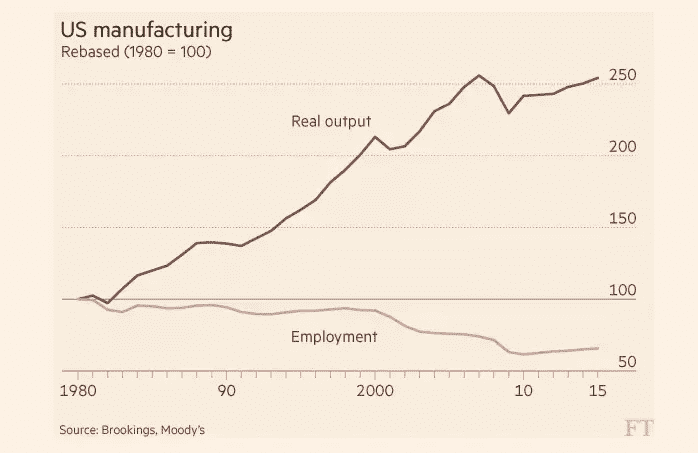 US manufacturing
Rebased (1980 = 100)
250
Real output
200
150
100
Employment
50
1980 90 2000 10 15
Source: Brookings, Moody's
FT